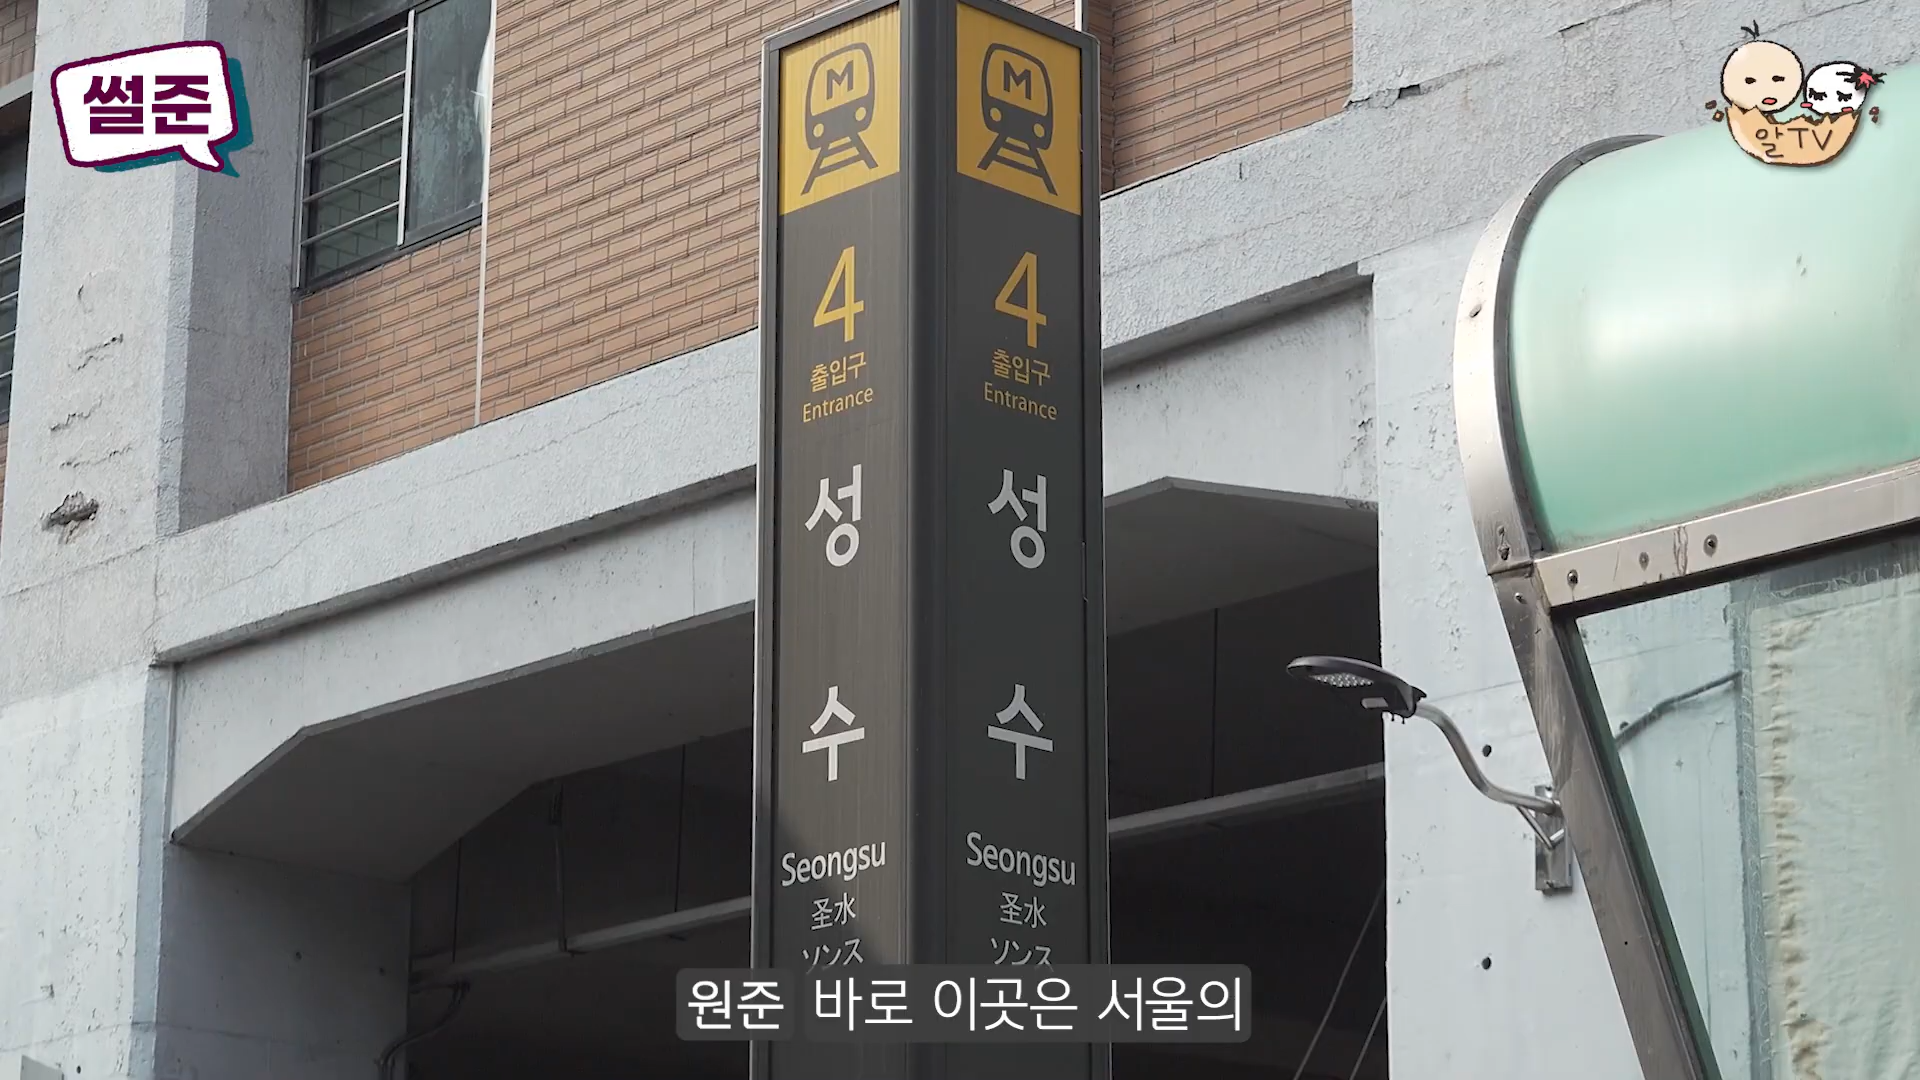 썰준
알TV
M
4
출입구
Entrance
성
수
Seongsu
圣水
ソンス
M
4
출입구
Entrance
성
수
Seongsu
圣水
ソンス
원준 바로 이곳은 서울의